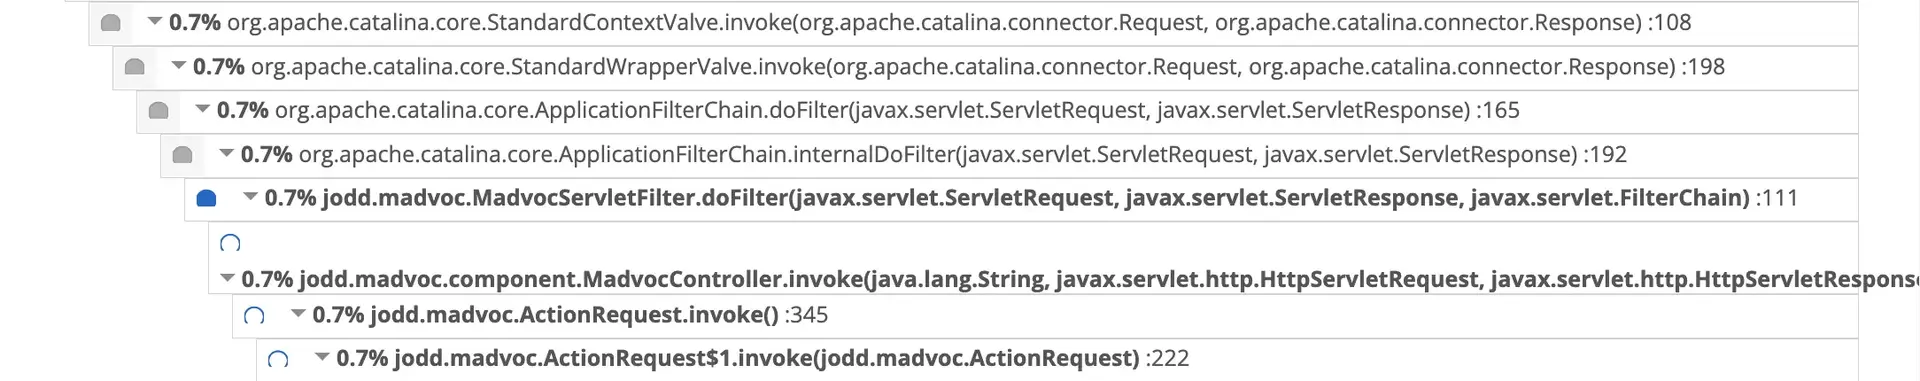 0.7% org.apache.catalina.core.StandardContextValve.invoke(org.apache.catalina.connector.Request, org.apache.catalina.connector.Response) :108
0.7% org.apache.catalina.core.StandardWrapperValve.invoke(org.apache.catalina.connector.Request, org.apache.catalina.connector.Response) :198
0.7% org.apache.catalina.core.ApplicationFilterChain.doFilter(javax.servlet.ServletRequest, javax.servlet.ServletResponse) :165
0.7% org.apache.catalina.core.ApplicationFilterChain.internalDoFilter(javax.servlet.ServletRequest, javax.servlet.ServletResponse) :192
0.7% jodd.madvoc.MadvocServletFilter.doFilter(javax.servlet.ServletRequest, javax.servlet.ServletResponse, javax.servlet.FilterChain) :111
0.7% jodd.madvoc.component.MadvocController.invoke(java.lang.String, javax.servlet.http.HttpServletRequest, javax.servlet.http.HttpServletRespons
0.7% jodd.madvoc.ActionRequest.invoke() :345
0.7% jodd.madvoc.ActionRequest$1.invoke(jodd.madvoc.ActionRequest) :222